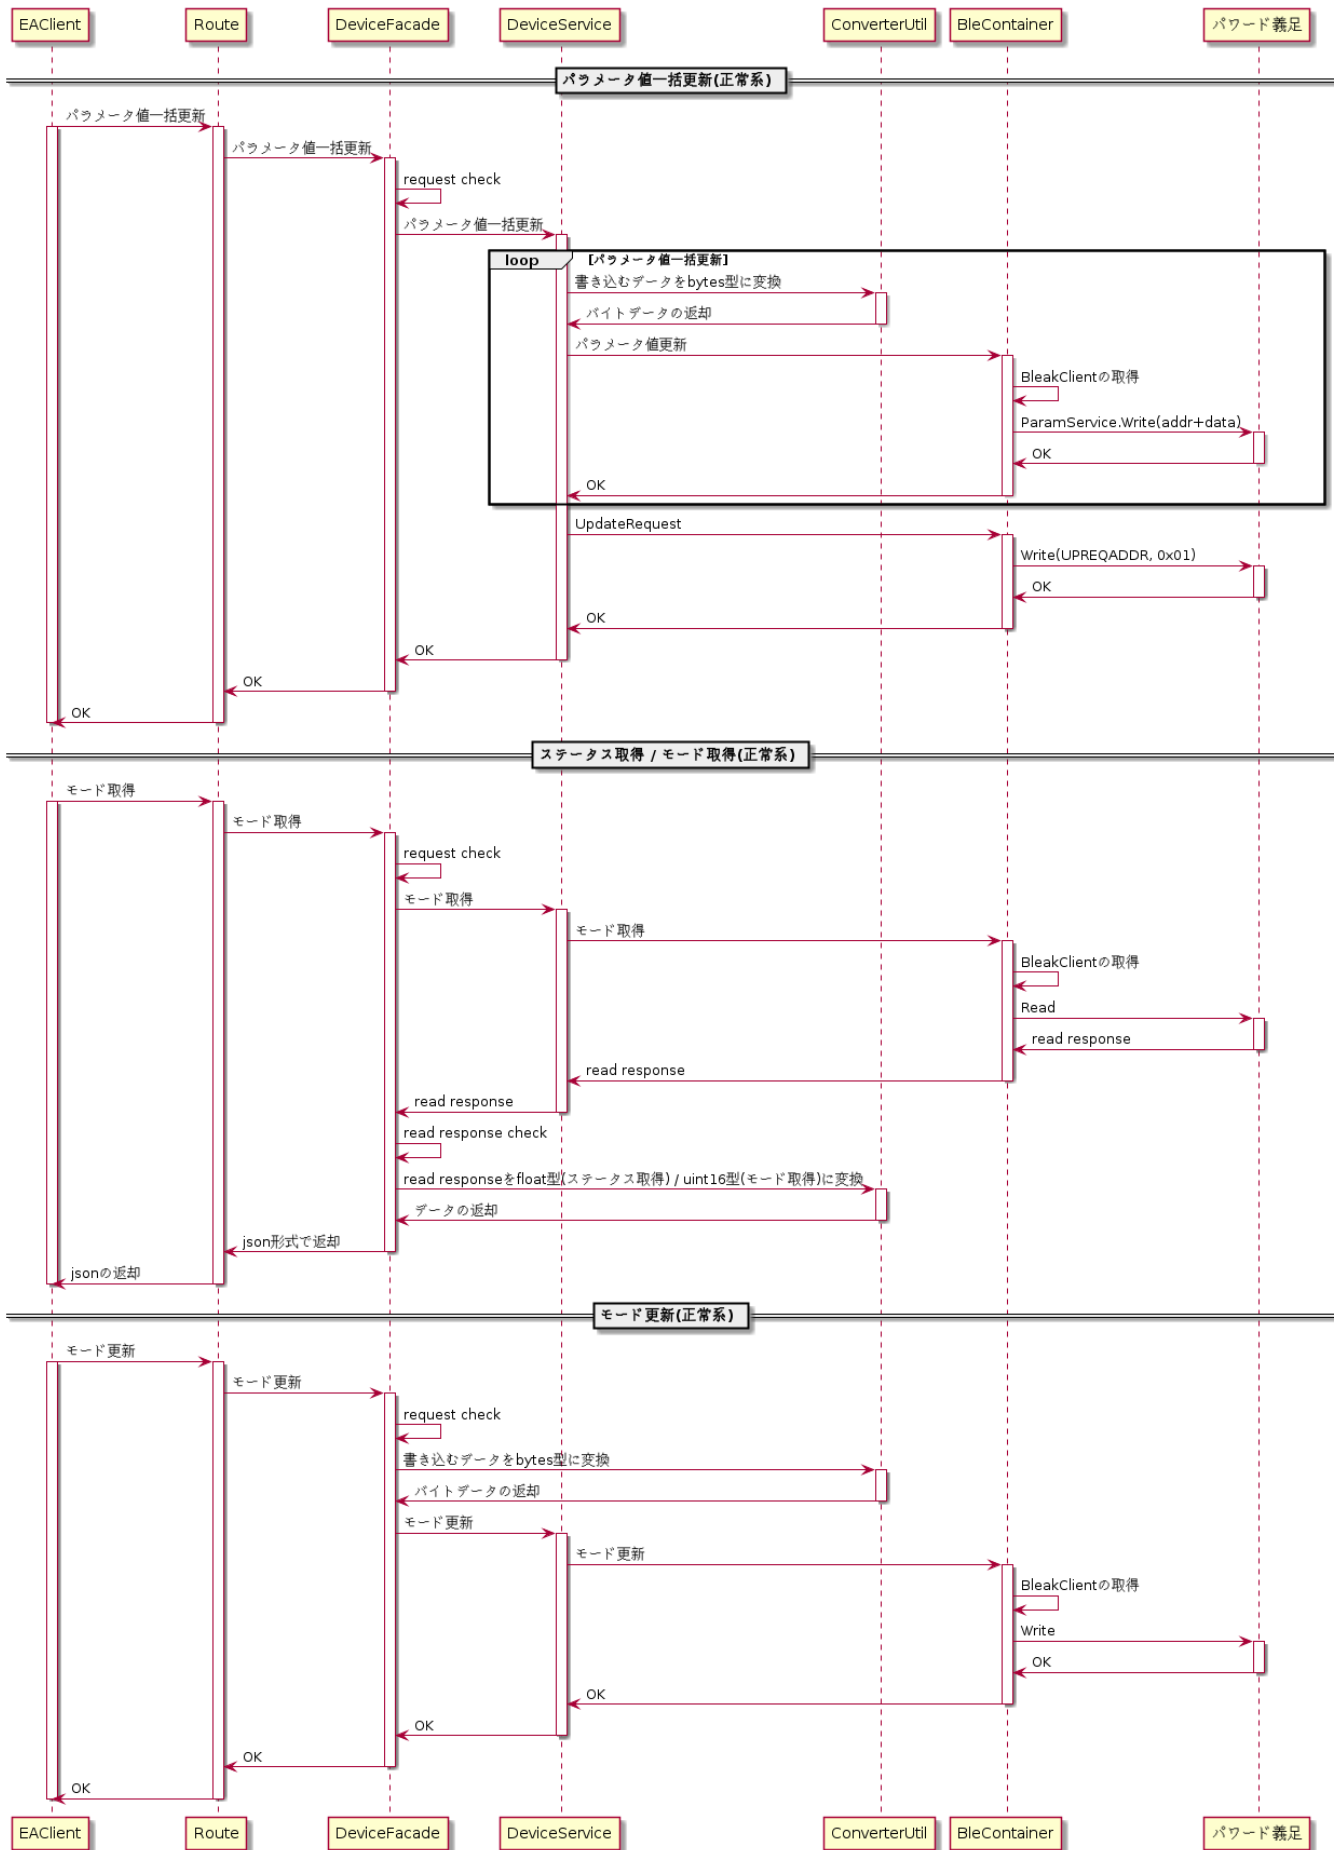 EAClient Route DeviceFacade DeviceService ConverterUtil BleContainer パワード義足
パラメータ値一括更新(正常系)
パラメータ値一括更新
パラメータ値一括更新
request check
パラメータ値一括更新
loop [パラメータ値一括更新]
書き込むデータをbytes型に変換
バイトデータの返却
パラメータ値更新
BleakClientの取得
ParamService.Write(addr+data)
OK
OK
UpdateRequest
Write(UPREQADDR, 0x01)
OK
OK
OK
OK
OK
ステータス取得 / モード取得(正常系)
モード取得
モード取得
request check
モード取得
モード取得
BleakClientの取得
Read
read response
read response
read response
read response check
read responseをfloat型(ステータス取得) / uint16型(モード取得)に変換
データの返却
json形式で返却
jsonの返却
モード更新(正常系)
モード更新
モード更新
request check
書き込むデータをbytes型に変換
バイトデータの返却
モード更新
モード更新
BleakClientの取得
Write
OK
OK
OK
OK
OK
EAClient Route DeviceFacade DeviceService ConverterUtil BleContainer パワード義足